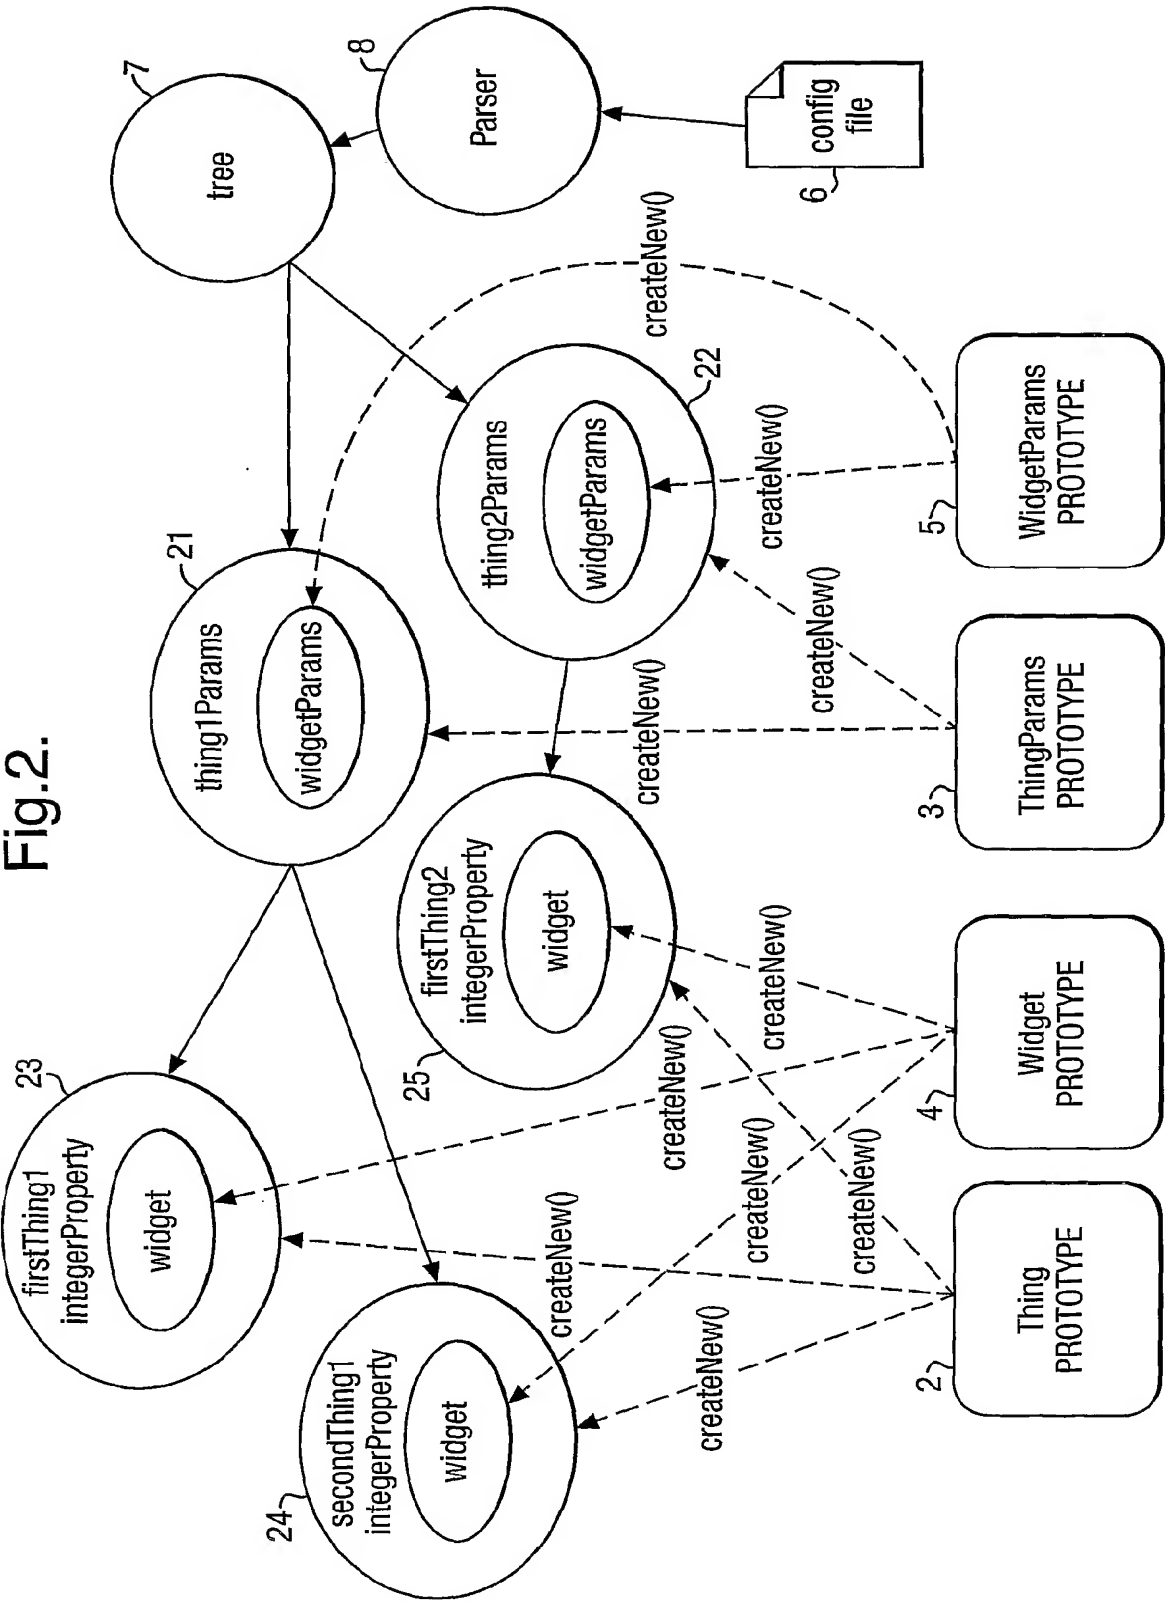 Fig.2.
23
firstThing1
integerProperty
widget
24
secondThing1
integerProperty
widget
21
thing1Params
widgetParams
25
firstThing2
integerProperty
widget
22
thing2Params
widgetParams
7
tree
8
Parser
6
config
file
createNew()
createNew()
createNew()
createNew()
createNew()
createNew()
createNew()
createNew()
createNew()
createNew()
2
Thing
PROTOTYPE
4
Widget
PROTOTYPE
3
ThingParams
PROTOTYPE
5
WidgetParams
PROTOTYPE